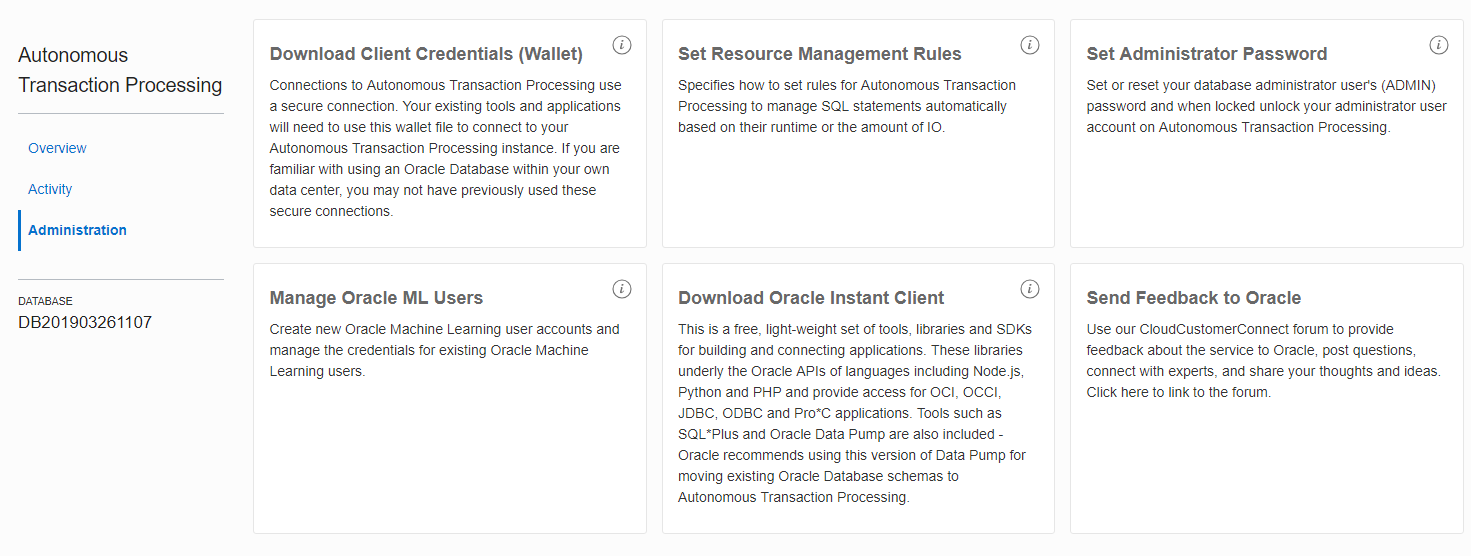 Autonomous
Transaction Processing
Overview
Activity
Administration
DATABASE
DB201903261107
Download Client Credentials (Wallet)
Connections to Autonomous Transaction Processing use
a secure connection. Your existing tools and applications
will need to use this wallet file to connect to your
Autonomous Transaction Processing instance. If you are
familiar with using an Oracle Database within your own
data center, you may not have previously used these
secure connections.
Set Resource Management Rules
Specifies how to set rules for Autonomous Transaction
Processing to manage SQL statements automatically
based on their runtime or the amount of IO.
Set Administrator Password
Set or reset your database administrator user's (ADMIN)
password and when locked unlock your administrator user
account on Autonomous Transaction Processing.
Manage Oracle ML Users
Create new Oracle Machine Learning user accounts and
manage the credentials for existing Oracle Machine
Learning users.
Download Oracle Instant Client
This is a free, light-weight set of tools, libraries and SDKs
for building and connecting applications. These libraries
underly the Oracle APIs of languages including Node.js,
Python and PHP and provide access for OCI, OCCI,
JDBC, ODBC and Pro*C applications. Tools such as
SQL*Plus and Oracle Data Pump are also included -
Oracle recommends using this version of Data Pump for
moving existing Oracle Database schemas to
Autonomous Transaction Processing.
Send Feedback to Oracle
Use our CloudCustomerConnect forum to provide
feedback about the service to Oracle, post questions,
connect with experts, and share your thoughts and ideas.
Click here to link to the forum.